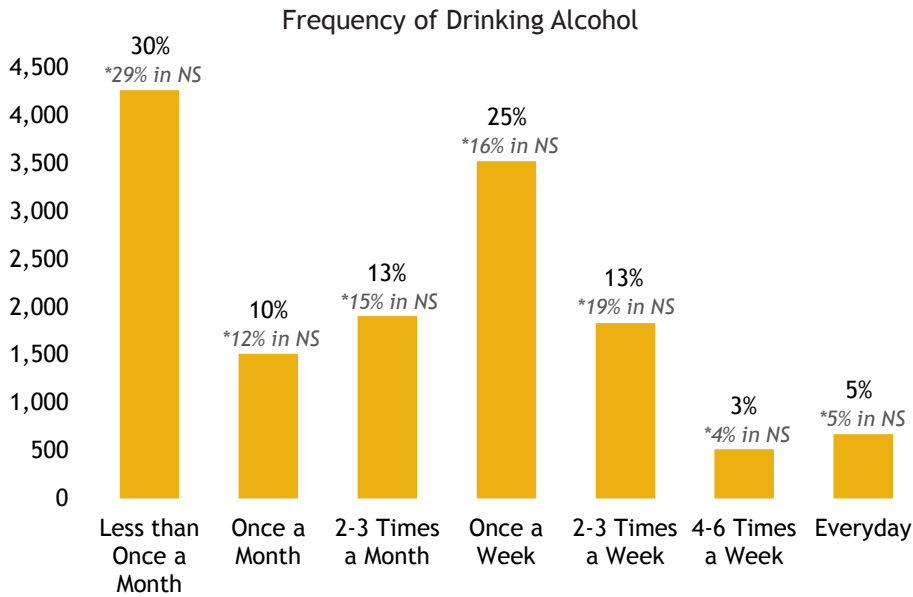 Frequency of Drinking Alcohol
4,500
4,000
3,500
3,000
2,500
2,000
1,500
1,000
500
0
30%
*29% in NS
10%
*12% in NS
13%
*15% in NS
25%
*16% in NS
13%
*19% in NS
3%
*4% in NS
5%
*5% in NS
Less than
Once a
Month
Once a
Month
2-3 Times
a Month
Once a
Week
2-3 Times
a Week
4-6 Times
a Week
Everyday